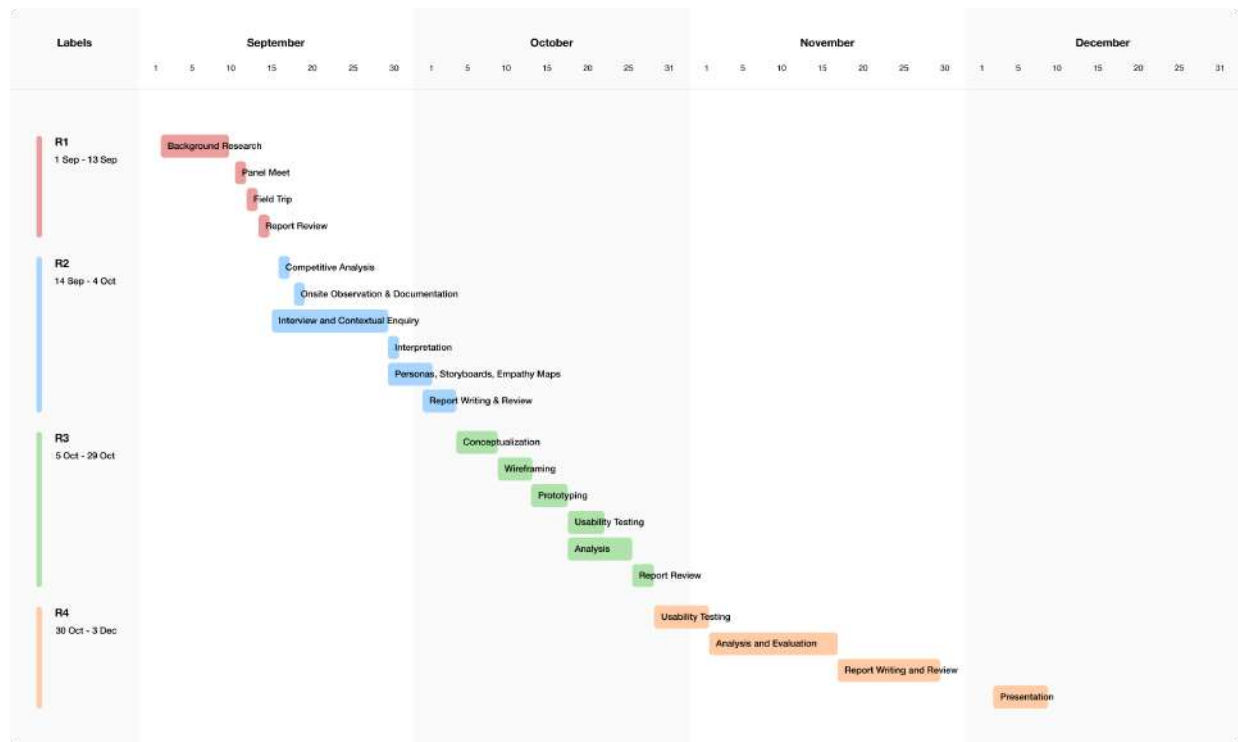 Labels
September
October
November
December
1 5 10 15 20 25 30 1 5 10 15 20 25 31 1 5 10 15 20 25 30 1 5 10 15 20 25 31
R1
1 Sep - 13 Sep
Background Research
Panel Meet
Field Trip
Report Review
R2
14 Sep - 4 Oct
Competitive Analysis
Onsite Observation & Documentation
Interview and Contextual Enquiry
Interpretation
Personas, Storyboards, Empathy Maps
Report Writing & Review
R3
5 Oct - 29 Oct
Conceptualization
Wireframing
Prototyping
Usability Testing
Analysis
Report Review
R4
30 Oct - 3 Dec
Usability Testing
Analysis and Evaluation
Report Writing and Review
Presentation